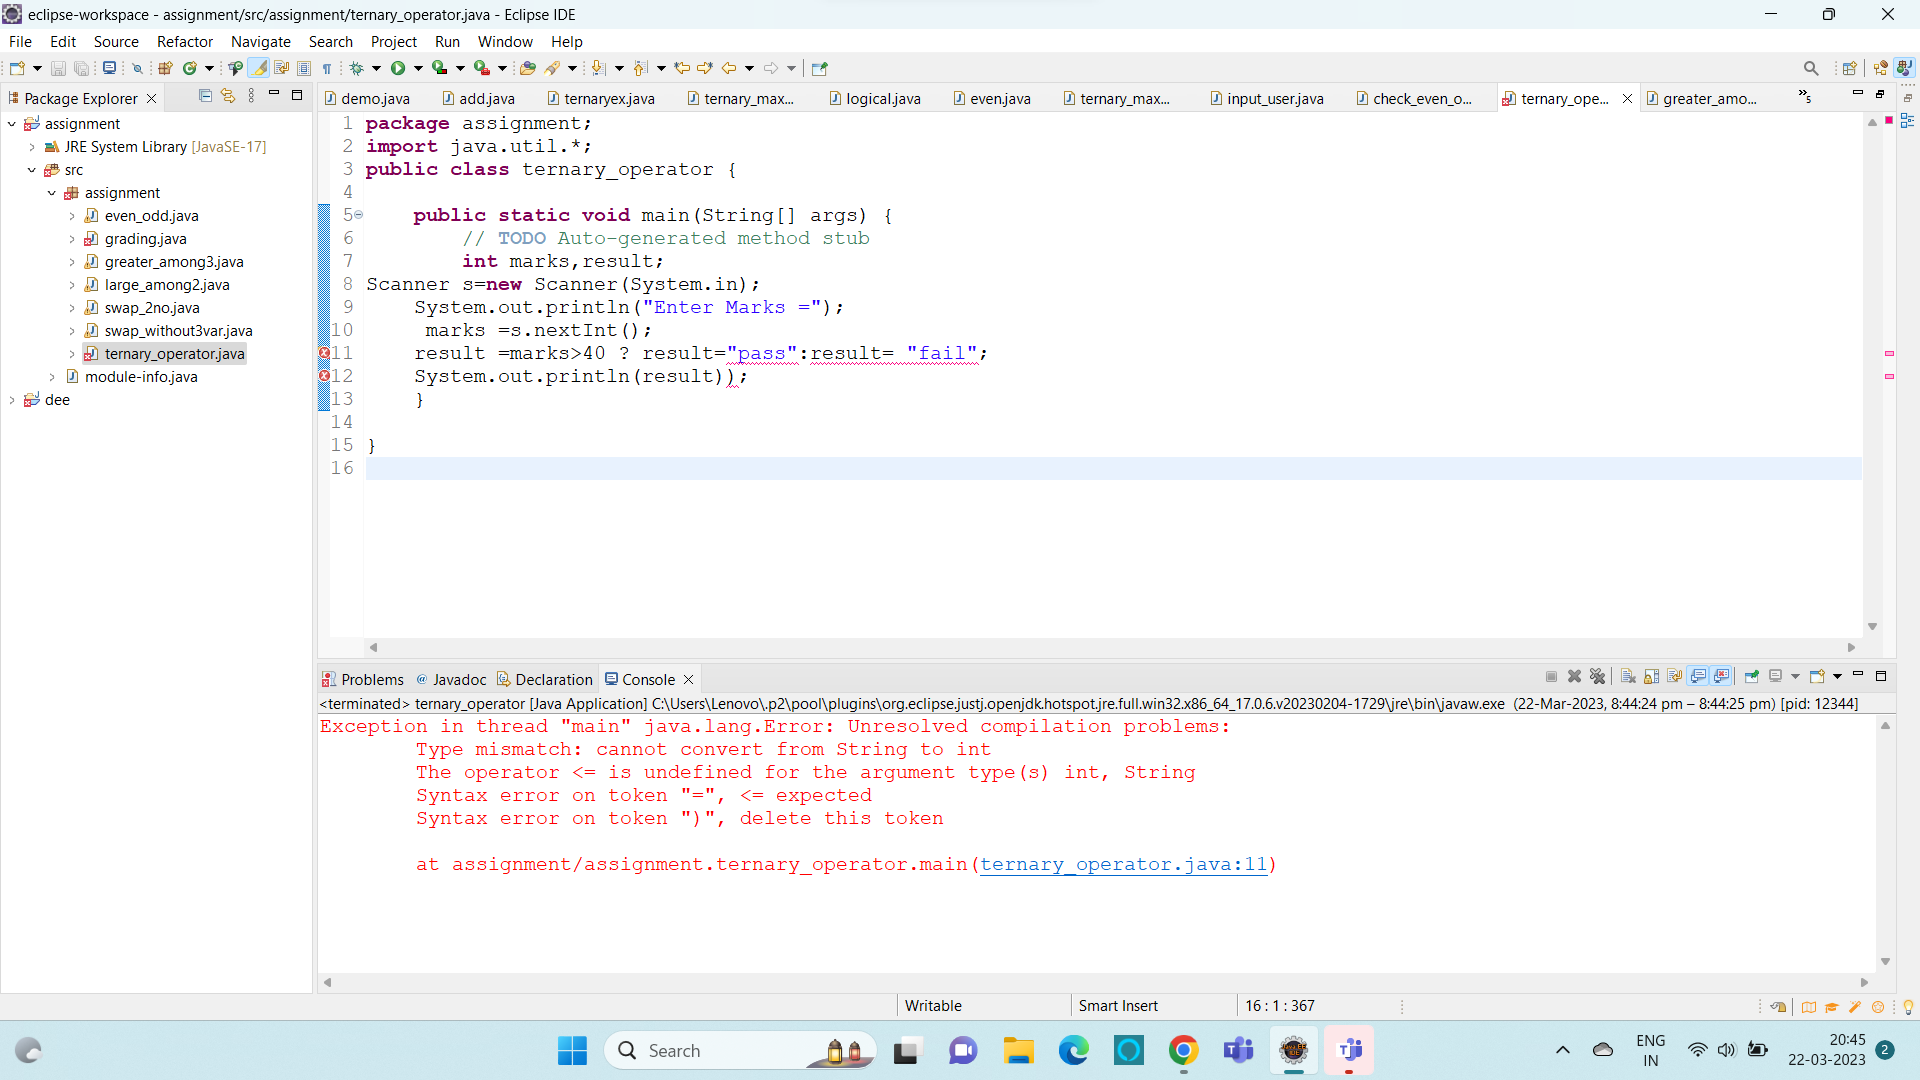 eclipse-workspace - assignment/src/assignment/ternary_operator.java - Eclipse IDE
File Edit Source Refactor Navigate Search Project Run Window Help
Package Explorer
demo.java add.java ternaryex.java ternary_max... logical.java even.java ternary_max... input_user.java check_even_o... ternary_ope... greater_amo... »5
assignment
JRE System Library [JavaSE-17]
src
assignment
even_odd.java
grading.java
greater_among3.java
large_among2.java
swap_2no.java
swap_without3var.java
ternary_operator.java
module-info.java
dee
1 package assignment;
2 import java.util.*;
3 public class ternary_operator {
4
5 public static void main(String[] args) {
6 // TODO Auto-generated method stub
7 int marks,result;
8 Scanner s=new Scanner(System.in);
9 System.out.println("Enter Marks =");
10 marks =s.nextInt();
11 result =marks>40 ? result="pass":result= "fail";
12 System.out.println(result));
13 }
14
15 }
16
Problems @ Javadoc Declaration Console
<terminated> ternary_operator [Java Application] C:\Users\Lenovo\.p2\pool\plugins\org.eclipse.justj.openjdk.hotspot.jre.full.win32.x86_64_17.0.6.v20230204-1729\jre\bin\javaw.exe (22-Mar-2023, 8:44:24 pm – 8:44:25 pm) [pid: 12344]
Exception in thread "main" java.lang.Error: Unresolved compilation problems:
Type mismatch: cannot convert from String to int
The operator <= is undefined for the argument type(s) int, String
Syntax error on token "=", <= expected
Syntax error on token ")", delete this token
at assignment/assignment.ternary_operator.main(ternary_operator.java:11)
Writable Smart Insert 16 : 1 : 367
Search
ENG
IN
20:45
22-03-2023
2